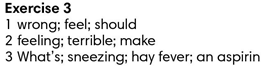 Exercise 3
1 wrong; feel; should
2 feeling; terrible; make
3 What's; sneezing; hay fever; an aspirin